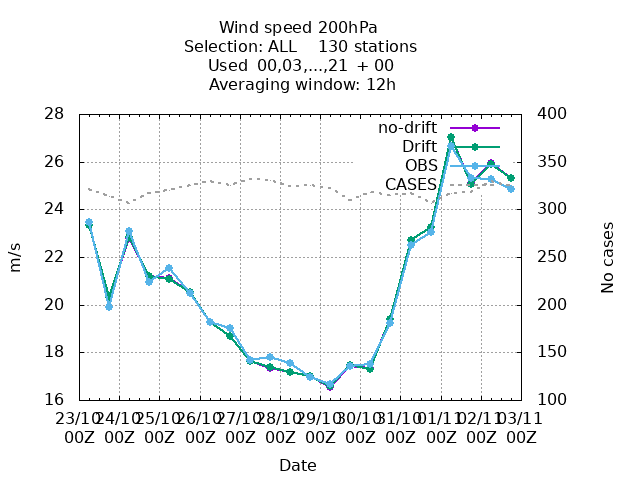 Wind speed 200hPa
Selection: ALL    130 stations
Used  00,03,...,21  + 00
Averaging window: 12h
28
26
24
22
20
18
16
400
350
300
250
200
150
100
m/s
No cases
no-drift
Drift
OBS
CASES
23/10 24/10 25/10 26/10 27/10 28/10 29/10 30/10 31/10 01/11 02/11 03/11
00Z 00Z 00Z 00Z 00Z 00Z 00Z 00Z 00Z 00Z 00Z 00Z
Date